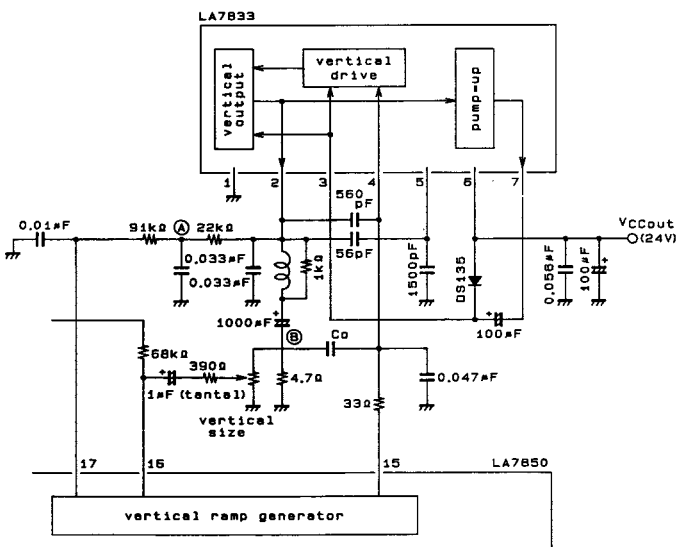 LA7833
vertical
output
vertical
drive
pump-up
1
2
3
4
5
6
7
560
pF
VCCout
(24V)
0.01µF
91kΩ
A
22kΩ
0.033µF
0.033µF
1kΩ
56pF
1500pF
DS135
0.056µF
100µF
+
+
1000µF
+
100µF
B
Co
68kΩ
390Ω
+
1µF (tantal)
vertical
size
4.7Ω
33Ω
0.047µF
17
16
15
LA7850
vertical ramp generator